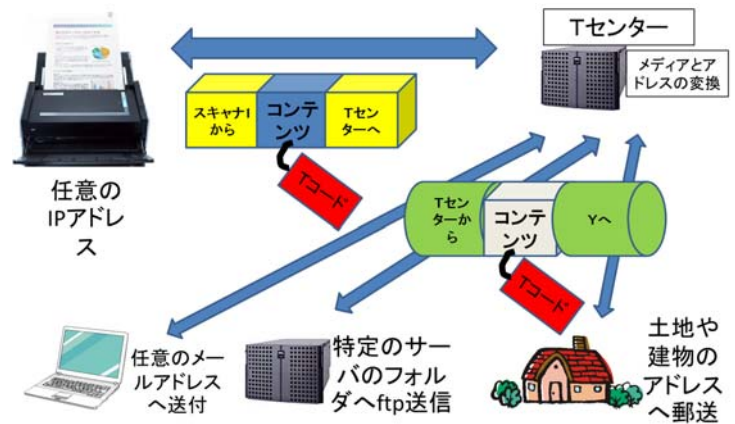 Tセンター
メディアとア
ドレスの変換
スキャナI
から
コン
テン
ツ
Tセン
ターへ
Tコード
任意の
IPアドレ
ス
Tセン
ターから
コンテ
ンツ
Yへ
Tコード
任意のメー
ルアドレス
へ送付
特定のサー
バのフォル
ダへftp送信
土地や
建物の
アドレス
へ郵送